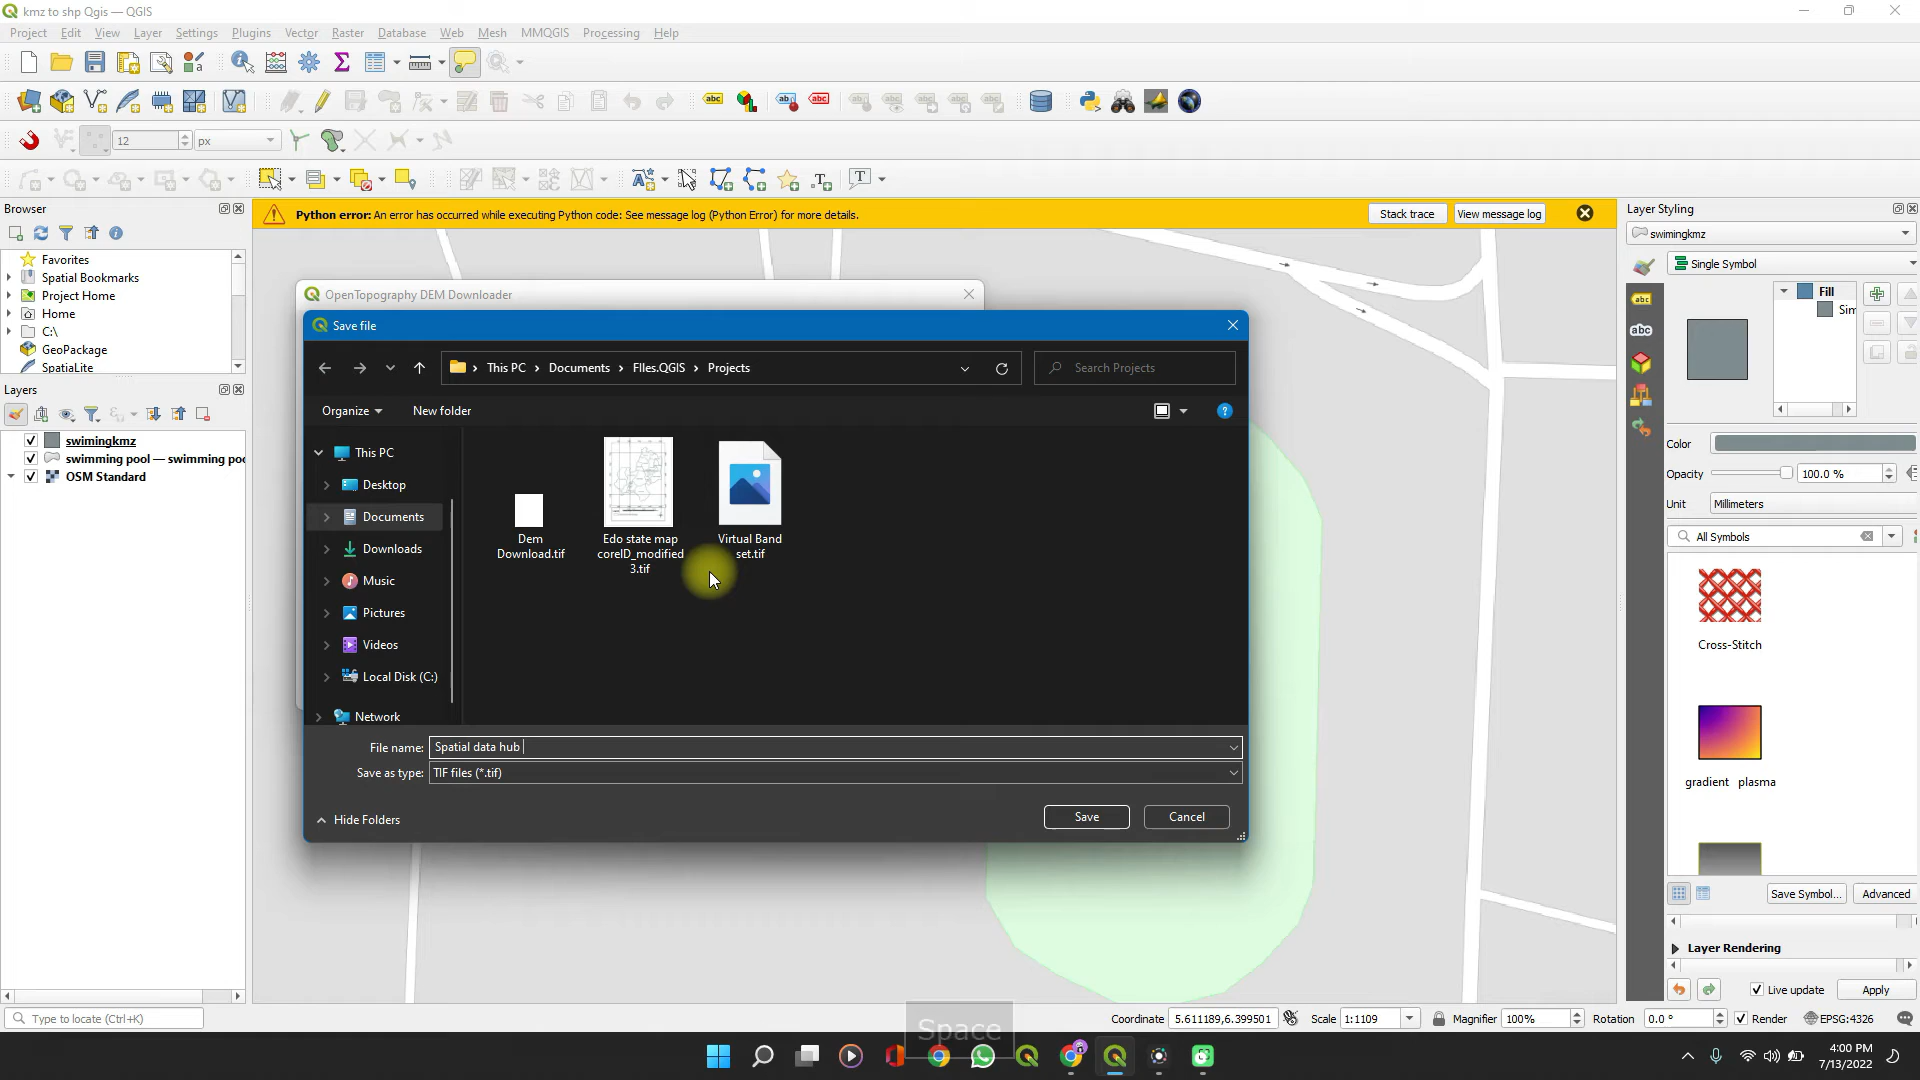 kmz to shp Qgis — QGIS
Project Edit View Layer Settings Plugins Vector Raster Database Web Mesh MMQGIS Processing Help
12 px
Browser
Python error: An error has occurred while executing Python code: See message log (Python Error) for more details.
Stack trace
View message log
Layer Styling
swimingkmz
Single Symbol
Favorites
Spatial Bookmarks
Project Home
Home
C:\
GeoPackage
SpatiaLite
Layers
swimingkmz
swimming pool — swimming poo
OSM Standard
OpenTopography DEM Downloader
Save file
This PC > Documents > FIles.QGIS > Projects
Search Projects
Organize
New folder
This PC
Desktop
Documents
Downloads
Music
Pictures
Videos
Local Disk (C:)
Network
Dem
Download.tif
Edo state map
corelD_modified
3.tif
Virtual Band
set.tif
File name: Spatial data hub
Save as type: TIF files (*.tif)
Hide Folders
Save
Cancel
Fill
Sim
Color
Opacity 100.0 %
Unit Millimeters
All Symbols
Cross-Stitch
gradient plasma
Save Symbol...
Advanced
Layer Rendering
Live update
Apply
Type to locate (Ctrl+K)
Space
Coordinate 5.611189,6.399501
Scale 1:1109
Magnifier 100%
Rotation 0.0 °
Render
EPSG:4326
4:00 PM
7/13/2022